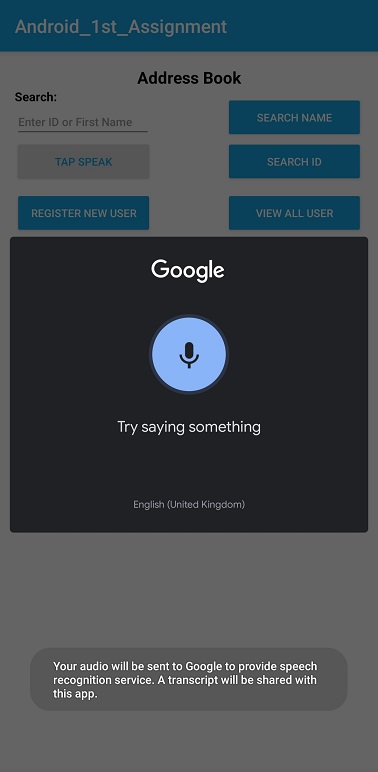 Android_1st_Assignment
Address Book
Search:
Enter ID or First Name
SEARCH NAME
TAP SPEAK
SEARCH ID
REGISTER NEW USER
VIEW ALL USER
Google
Try saying something
English (United Kingdom)
Your audio will be sent to Google to provide speech
recognition service. A transcript will be shared with
this app.